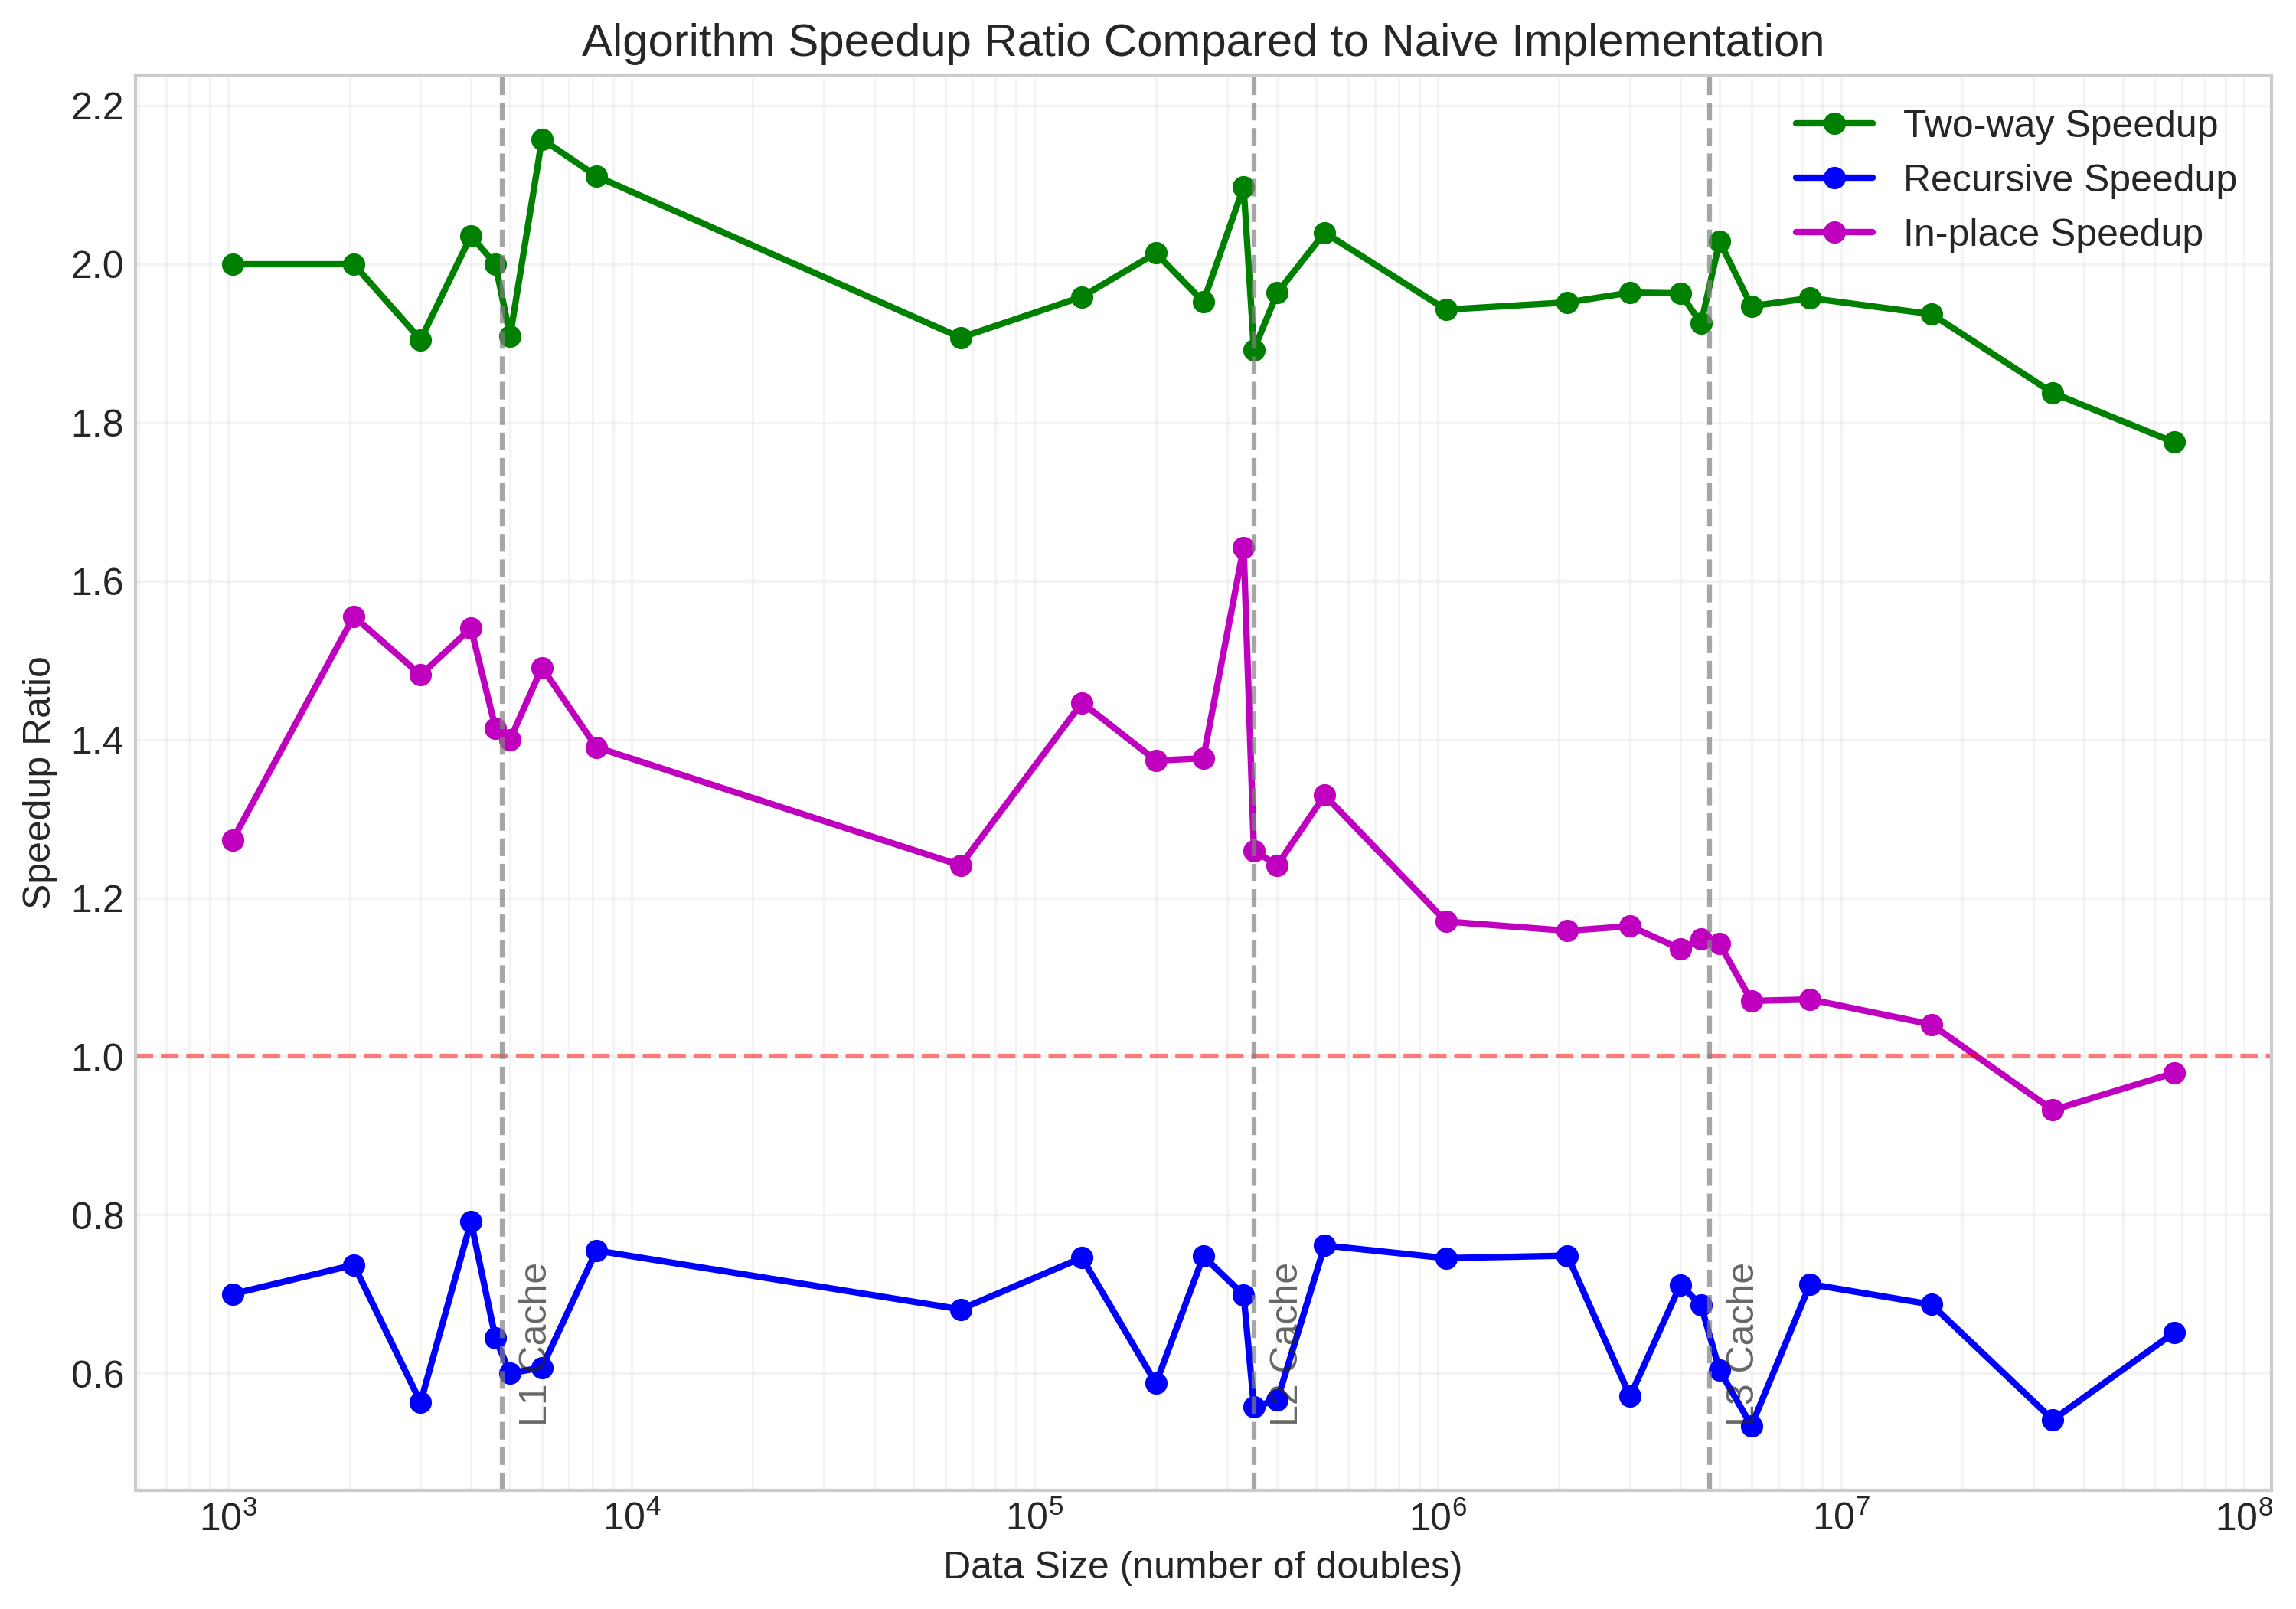 Algorithm Speedup Ratio Compared to Naive Implementation
Two-way Speedup
Recursive Speedup
In-place Speedup
Speedup Ratio
2.2
2.0
1.8
1.6
1.4
1.2
1.0
0.8
0.6
L1 Cache
L2 Cache
L3 Cache
10³ 10⁴ 10⁵ 10⁶ 10⁷ 10⁸
Data Size (number of doubles)